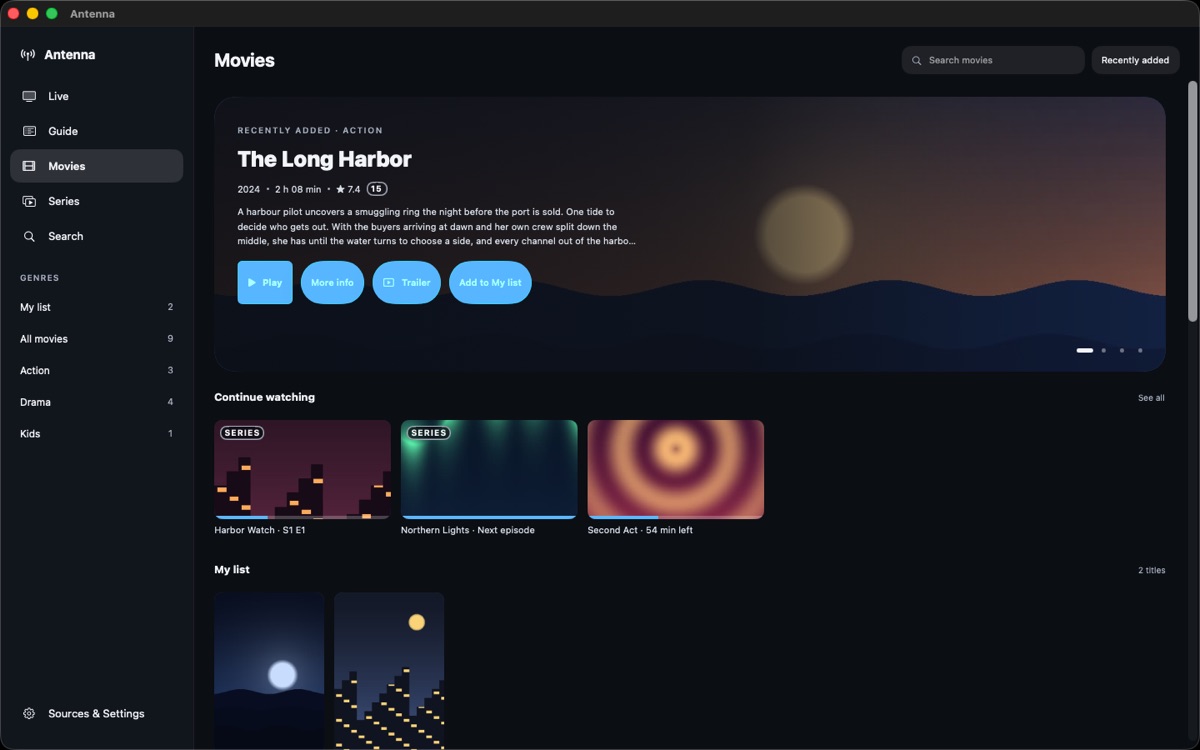 Antenna
Antenna
Live
Guide
Movies
Series
Search
GENRES
My list 2
All movies 9
Action 3
Drama 4
Kids 1
Sources & Settings
Movies
Search movies
Recently added
RECENTLY ADDED · ACTION
The Long Harbor
2024 • 2 h 08 min • ★ 7.4 15
A harbour pilot uncovers a smuggling ring the night before the port is sold. One tide to
decide who gets out. With the buyers arriving at dawn and her own crew split down the
middle, she has until the water turns to choose a side, and every channel out of the harbo...
Play
More info
Trailer
Add to My list
Continue watching
See all
SERIES
SERIES
Harbor Watch · S1 E1
Northern Lights · Next episode
Second Act · 54 min left
My list
2 titles